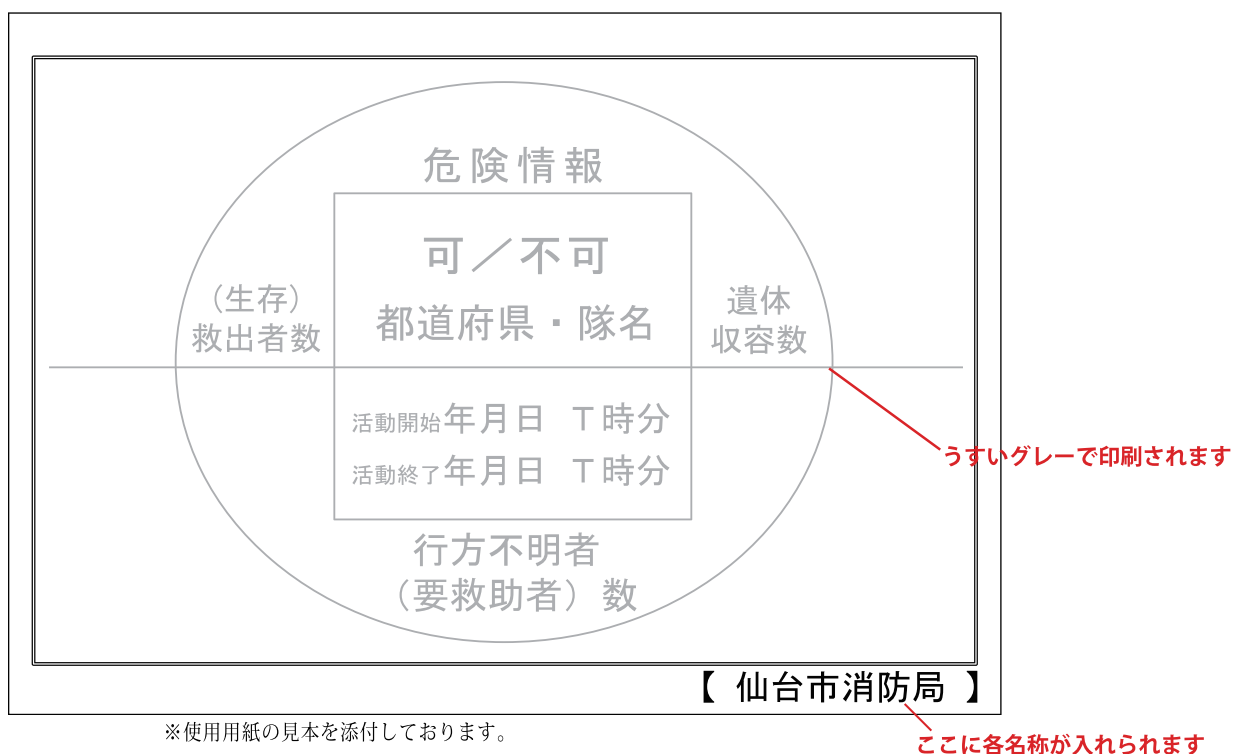 危険情報
可／不可
都道府県・隊名
（生存）
救出者数
遺体
収容数
活動開始年月日 T時分
活動終了年月日 T時分
うすいグレーで印刷されます
行方不明者
（要救助者）数
【 仙台市消防局 】
※使用用紙の見本を添付しております。
ここに各名称が入れられます